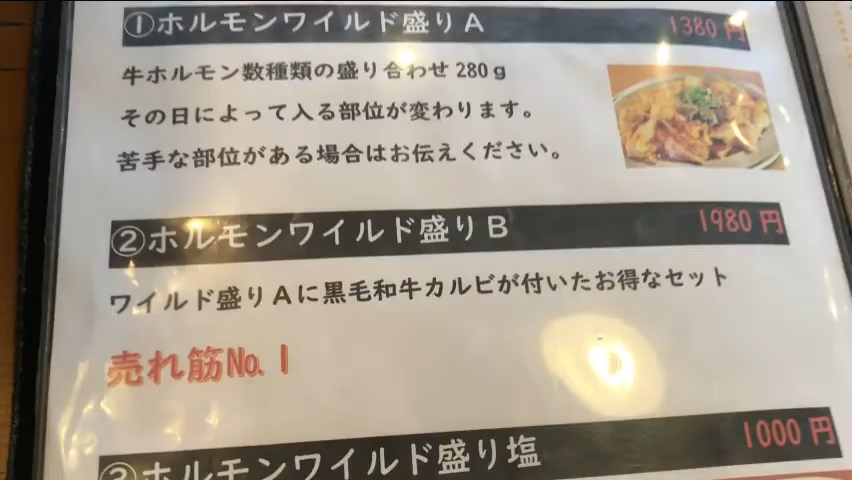 ①ホルモンワイルド盛りA 1380円
牛ホルモン数種類の盛り合わせ 280g
その日によって入る部位が変わります。
苦手な部位がある場合はお伝えください。
②ホルモンワイルド盛りB 1980円
ワイルド盛りAに黒毛和牛カルビが付いたお得なセット
売れ筋No.1
③ホルモンワイルド盛り塩 1000円